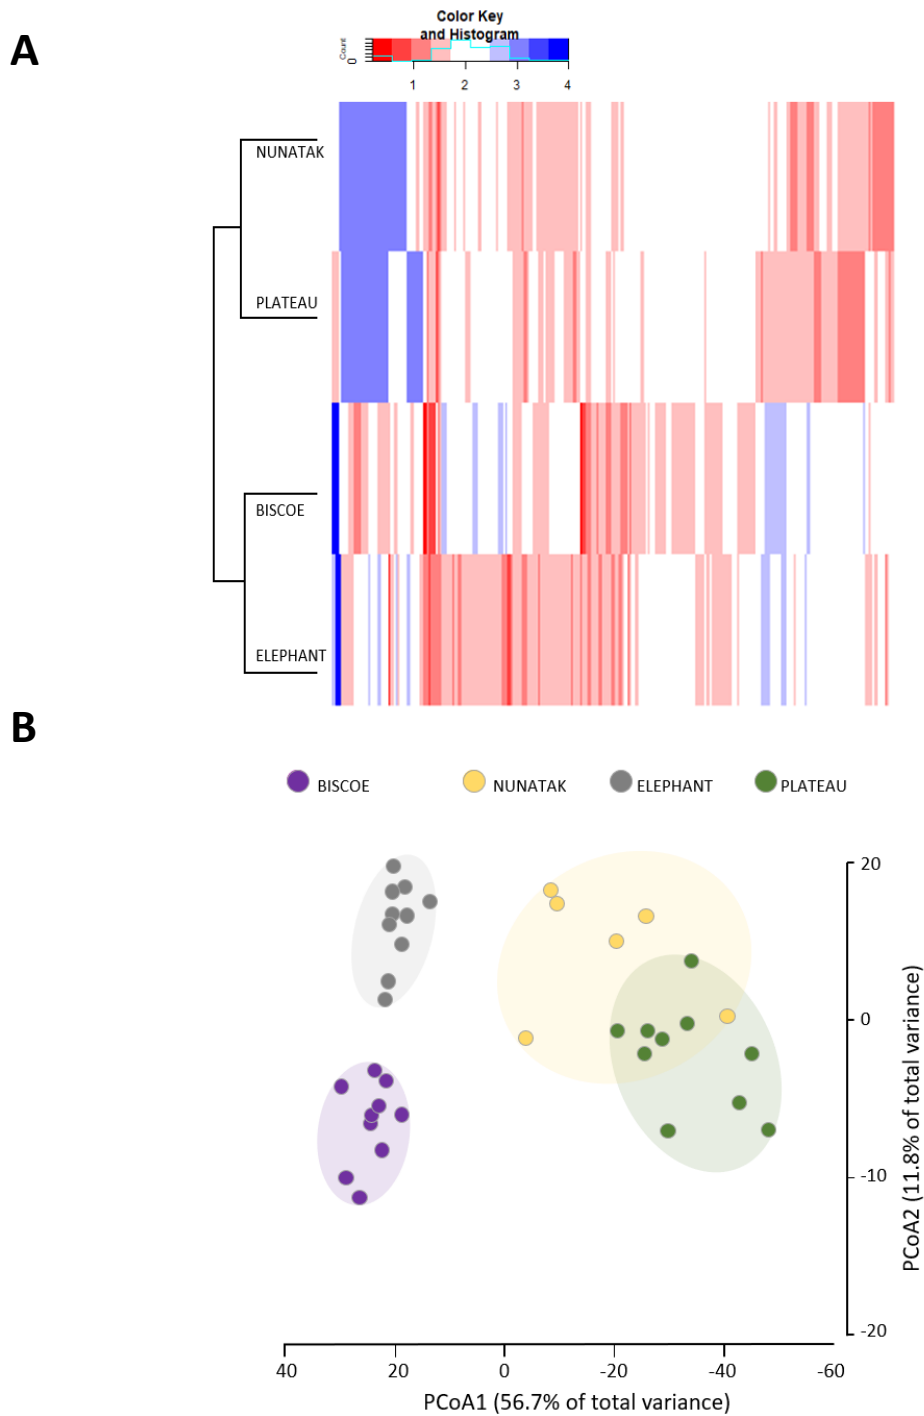 A
Color Key
and Histogram
Count
0
1 2 3 4
NUNATAK
PLATEAU
BISCOE
ELEPHANT
B
BISCOE NUNATAK ELEPHANT PLATEAU
20
0
-10
-20
PCoA2 (11.8% of total variance)
40 20 0 -20 -40 -60
PCoA1 (56.7% of total variance)